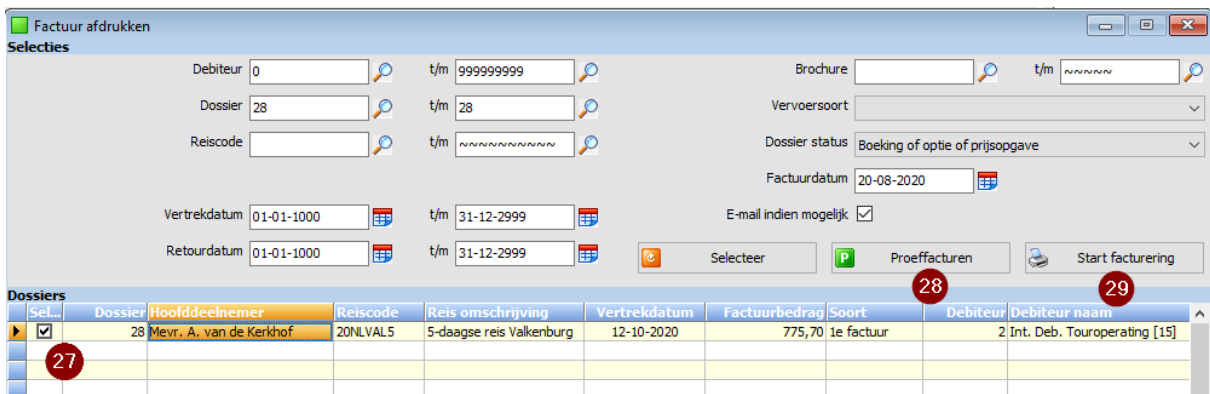 Factuur afdrukken
Selecties
Debiteur 0 t/m 999999999 Brochure t/m ~~~~~
Dossier 28 t/m 28 Vervoersoort
Reiscode t/m ~~~~~~~~~~ Dossier status Boeking of optie of prijsopgave
Factuurdatum 20-08-2020
Vertrekdatum 01-01-1000 t/m 31-12-2999 E-mail indien mogelijk
Retourdatum 01-01-1000 t/m 31-12-2999 Selecteer P Proeffacturen Start facturering
28 29
Dossiers
Sel... Dossier Hoofddeelnemer Reiscode Reis omschrijving Vertrekdatum Factuurbedrag Soort Debiteur Debiteur naam
28 Mevr. A. van de Kerkhof 20NLVAL5 5-daagse reis Valkenburg 12-10-2020 775,70 1e factuur 2 Int. Deb. Touroperating [15]
27